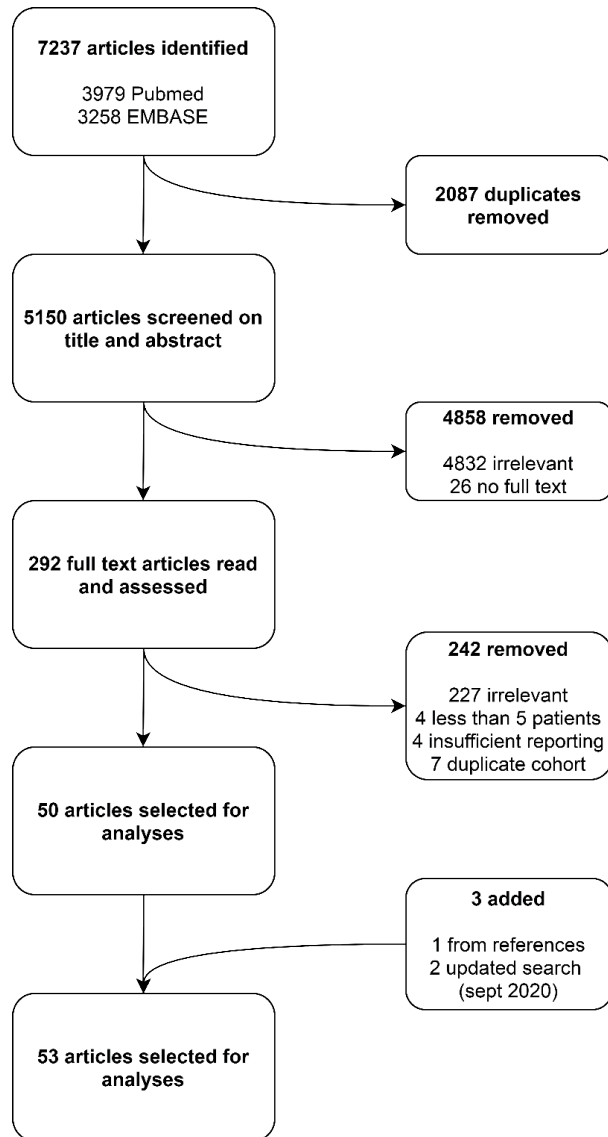 7237 articles identified
3979 Pubmed
3258 EMBASE
2087 duplicates
removed
5150 articles screened on
title and abstract
4858 removed
4832 irrelevant
26 no full text
292 full text articles read
and assessed
242 removed
227 irrelevant
4 less than 5 patients
4 insufficient reporting
7 duplicate cohort
50 articles selected for
analyses
3 added
1 from references
2 updated search
(sept 2020)
53 articles selected for
analyses